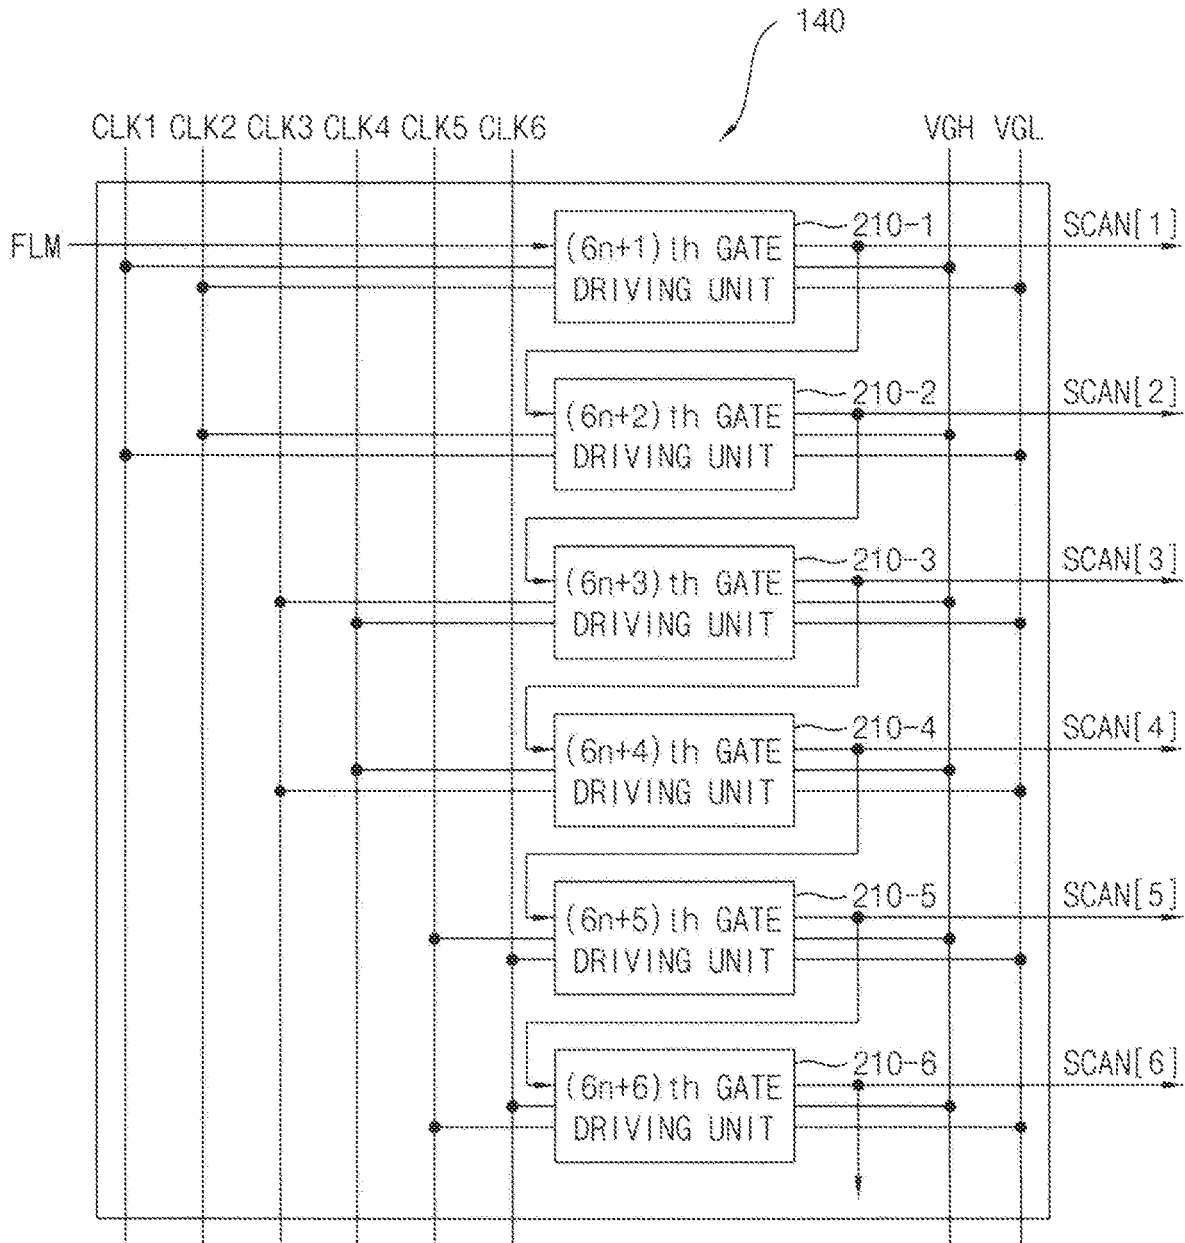 140
CLK1 CLK2 CLK3 CLK4 CLK5 CLK6 VGH VGL
FLM
(6n+1)th GATE
DRIVING UNIT
210-1
SCAN[1]
(6n+2)th GATE
DRIVING UNIT
210-2
SCAN[2]
(6n+3)th GATE
DRIVING UNIT
210-3
SCAN[3]
(6n+4)th GATE
DRIVING UNIT
210-4
SCAN[4]
(6n+5)th GATE
DRIVING UNIT
210-5
SCAN[5]
(6n+6)th GATE
DRIVING UNIT
210-6
SCAN[6]